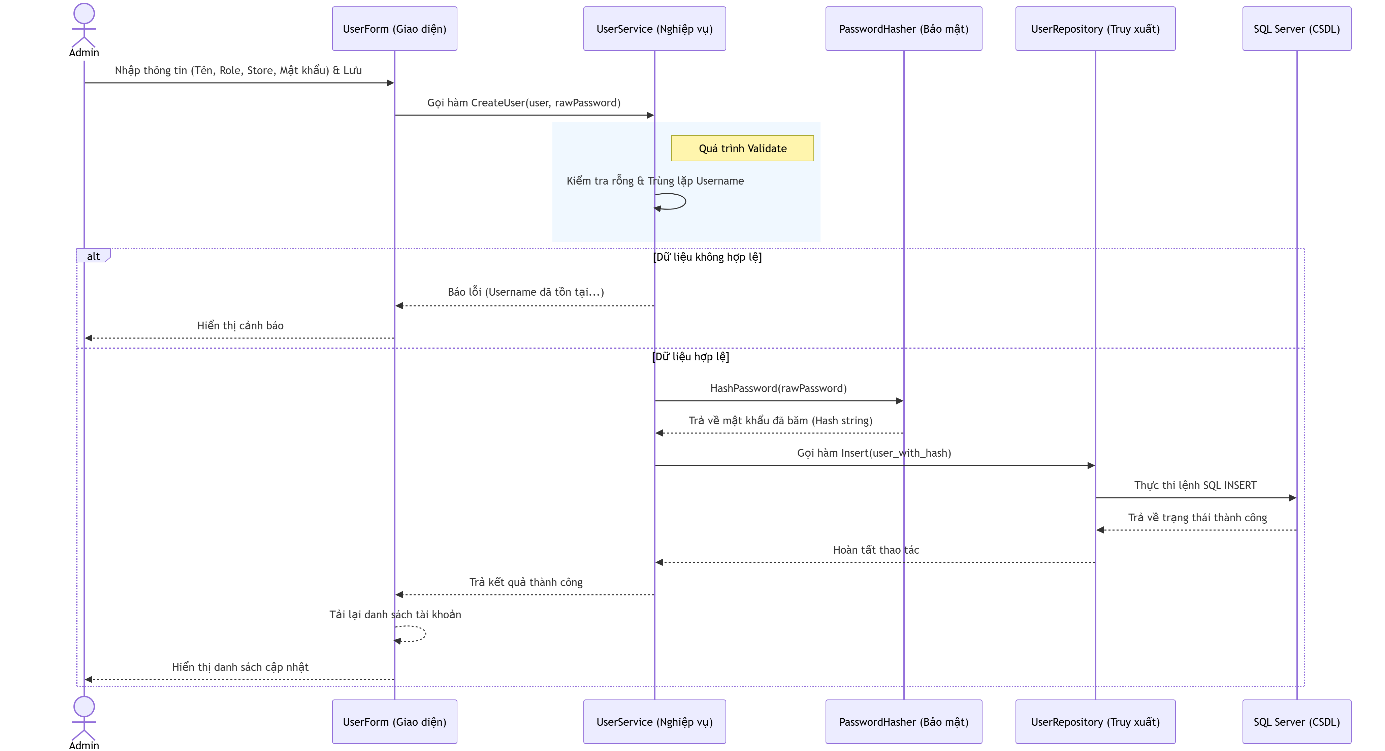 Admin
UserForm (Giao diện)
UserService (Nghiệp vụ)
PasswordHasher (Bảo mật)
UserRepository (Truy xuất)
SQL Server (CSDL)
Nhập thông tin (Tên, Role, Store, Mật khẩu) & Lưu
Gọi hàm CreateUser(user, rawPassword)
Quá trình Validate
Kiểm tra rỗng & Trùng lặp Username
alt
[Dữ liệu không hợp lệ]
Báo lỗi (Username đã tồn tại...)
Hiển thị cảnh báo
[Dữ liệu hợp lệ]
HashPassword(rawPassword)
Trả về mật khẩu đã băm (Hash string)
Gọi hàm Insert(user_with_hash)
Thực thi lệnh SQL INSERT
Trả về trạng thái thành công
Hoàn tất thao tác
Trả kết quả thành công
Tải lại danh sách tài khoản
Hiển thị danh sách cập nhật
Admin
UserForm (Giao diện)
UserService (Nghiệp vụ)
PasswordHasher (Bảo mật)
UserRepository (Truy xuất)
SQL Server (CSDL)